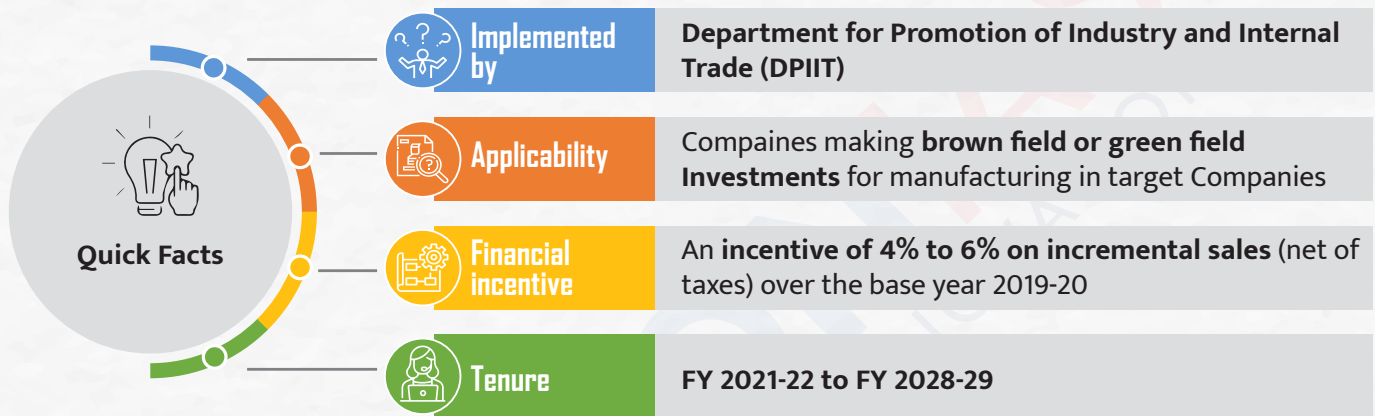 Quick Facts
Implemented
by
Department for Promotion of Industry and Internal
Trade (DPIIT)
Applicability
Compaines making brown field or green field
Investments for manufacturing in target Companies
Financial
incentive
An incentive of 4% to 6% on incremental sales (net of
taxes) over the base year 2019-20
Tenure
FY 2021-22 to FY 2028-29